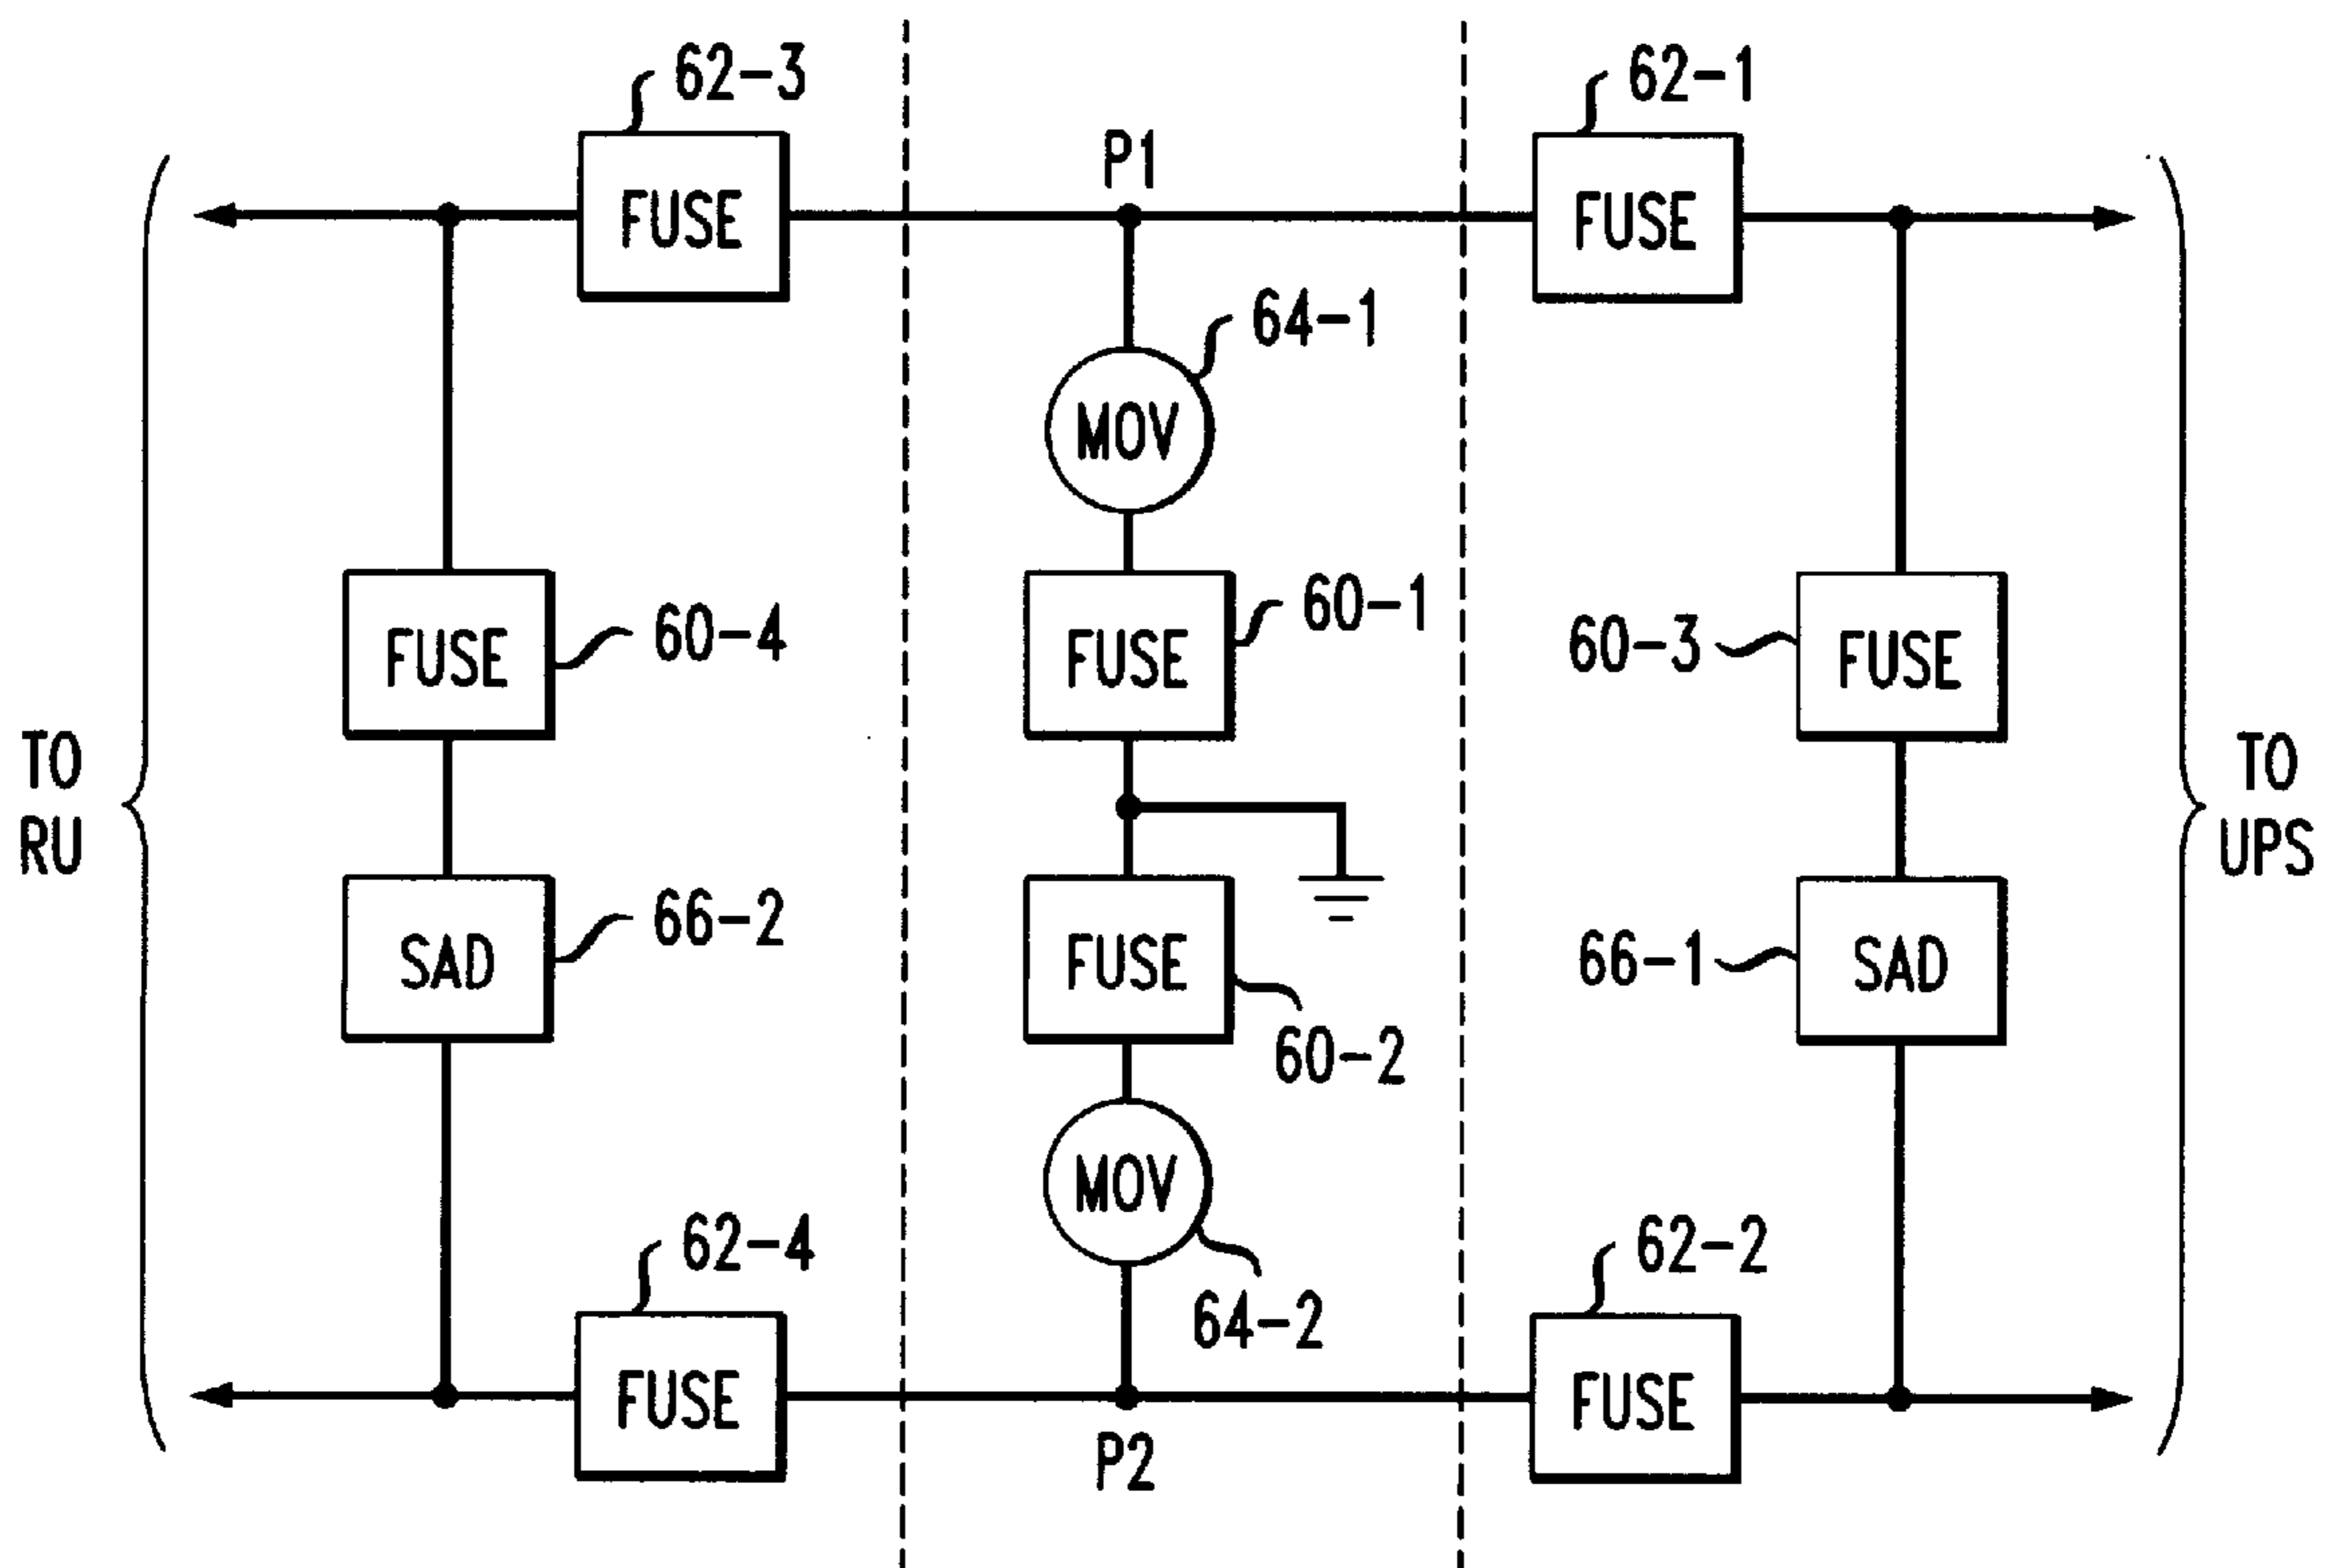 62-3
62-1
P1
FUSE
FUSE
64-1
MOV
60-1
60-4
60-3
FUSE
FUSE
FUSE
TO
RU
TO
UPS
66-2
66-1
SAD
FUSE
SAD
60-2
MOV
62-4
62-2
64-2
FUSE
FUSE
P2